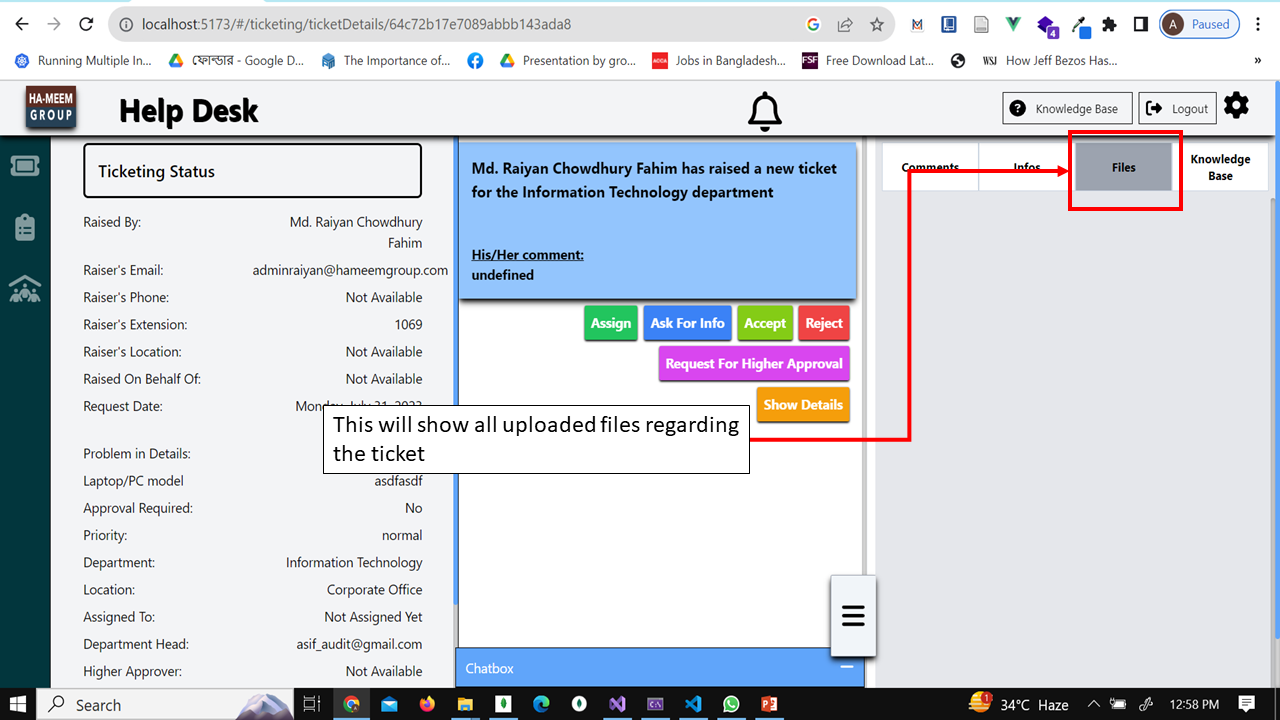 localhost:5173/#/ticketing/ticketDetails/64c72b17e7089abbb143ada8
A
Paused
4
Running Multiple In...
ফোল্ডার - Google D...
The Importance of...
Presentation by gro...
ACCA
Jobs in Bangladesh...
FSF
Free Download Lat...
WSJ
How Jeff Bezos Has...
»
HA-MEEM
GROUP
Help Desk
Knowledge Base
Logout
Ticketing Status
Raised By:
Md. Raiyan Chowdhury
Fahim
Raiser's Email:
adminraiyan@hameemgroup.com
Raiser's Phone:
Not Available
Raiser's Extension:
1069
Raiser's Location:
Not Available
Raised On Behalf Of:
Not Available
Request Date:
Monday, July 31, 2023
Problem in Details:
Laptop/PC model
asdfasdf
Approval Required:
No
Priority:
normal
Department:
Information Technology
Location:
Corporate Office
Assigned To:
Not Assigned Yet
Department Head:
asif_audit@gmail.com
Higher Approver:
Not Available
Md. Raiyan Chowdhury Fahim has raised a new ticket
for the Information Technology department
His/Her comment:
undefined
Assign
Ask For Info
Accept
Reject
Request For Higher Approval
Show Details
This will show all uploaded files regarding
the ticket
Chatbox
Comments
Infos
Files
Knowledge
Base
Search
1
34°C Haze
12:58 PM